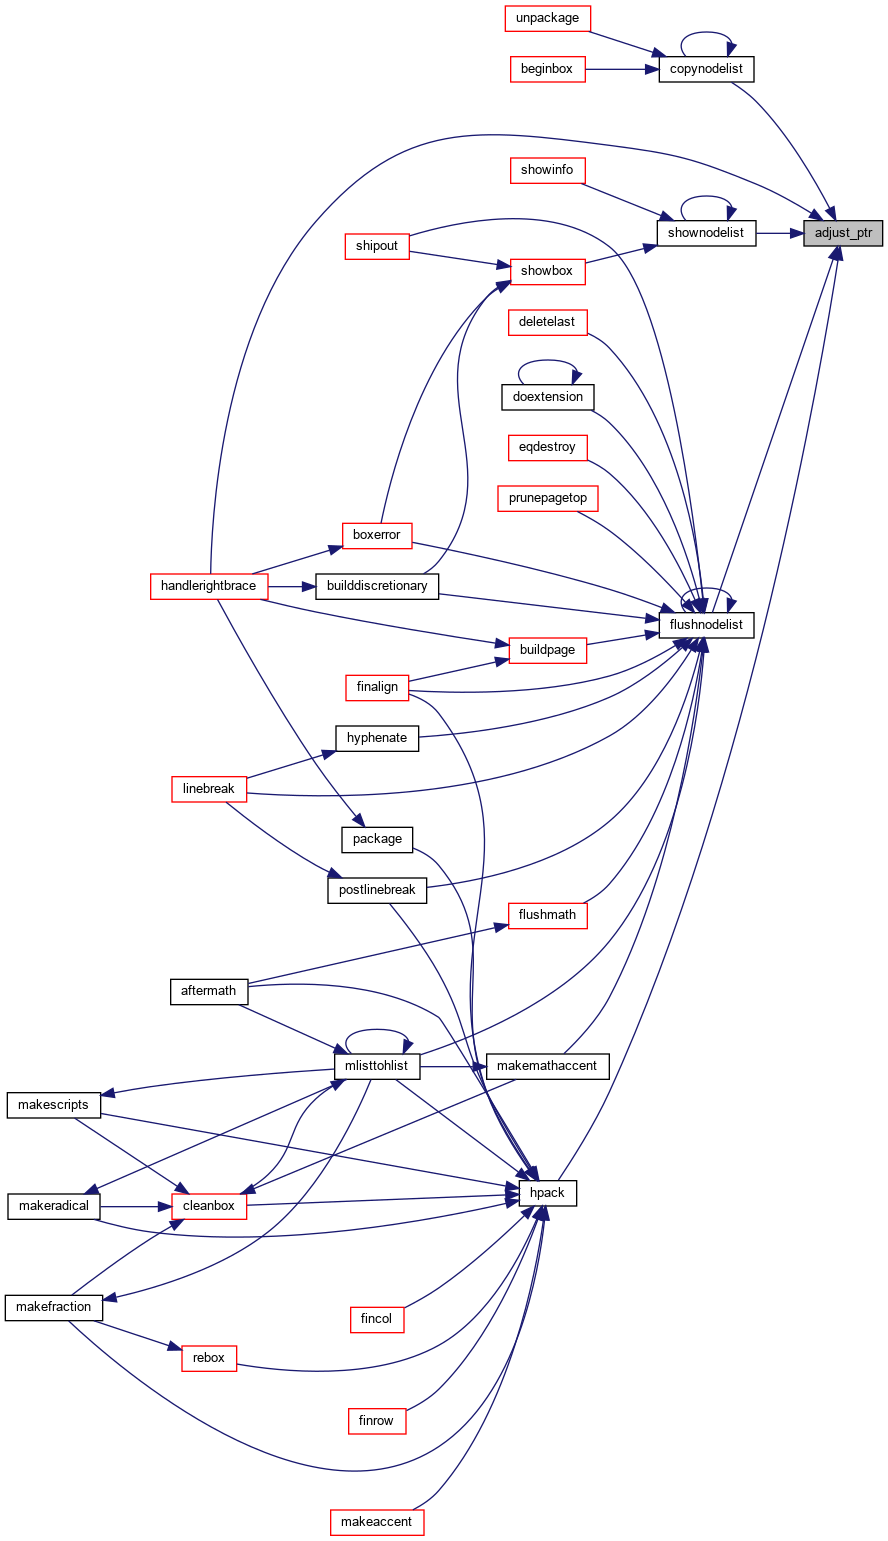 unpackage
copynodelist
beginbox
showinfo
shownodelist
adjust_ptr
shipout
showbox
deletelast
doextension
eqdestroy
prunepagetop
boxerror
handlerightbrace
builddiscretionary
flushnodelist
buildpage
finalign
hyphenate
linebreak
package
postlinebreak
flushmath
aftermath
mlisttohlist
makemathaccent
makescripts
hpack
makeradical
cleanbox
makefraction
fincol
rebox
finrow
makeaccent